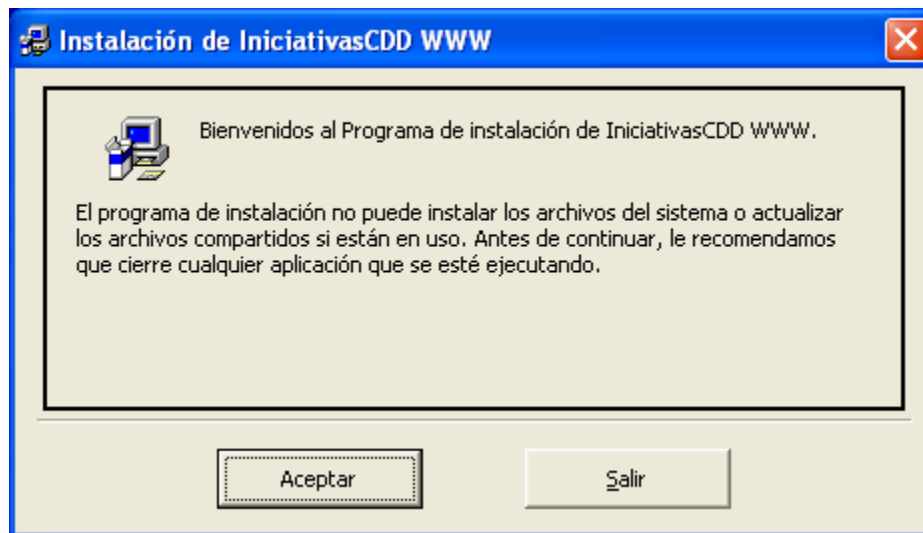 Instalación de IniciativasCDD WWW
Bienvenidos al Programa de instalación de IniciativasCDD WWW.
El programa de instalación no puede instalar los archivos del sistema o actualizar
los archivos compartidos si están en uso. Antes de continuar, le recomendamos
que cierre cualquier aplicación que se esté ejecutando.
Aceptar
Salir